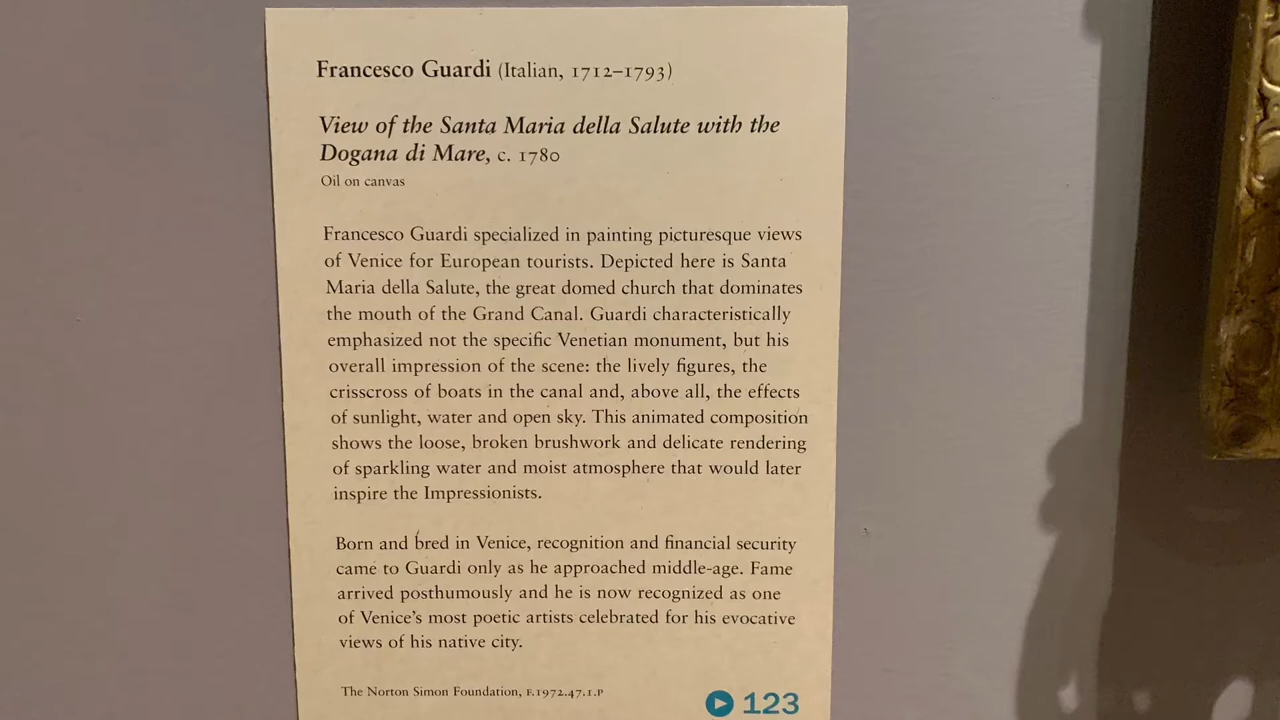 Francesco Guardi (Italian, 1712–1793)
View of the Santa Maria della Salute with the
Dogana di Mare, c. 1780
Oil on canvas
Francesco Guardi specialized in painting picturesque views
of Venice for European tourists. Depicted here is Santa
Maria della Salute, the great domed church that dominates
the mouth of the Grand Canal. Guardi characteristically
emphasized not the specific Venetian monument, but his
overall impression of the scene: the lively figures, the
crisscross of boats in the canal and, above all, the effects
of sunlight, water and open sky. This animated composition
shows the loose, broken brushwork and delicate rendering
of sparkling water and moist atmosphere that would later
inspire the Impressionists.
Born and bred in Venice, recognition and financial security
came to Guardi only as he approached middle-age. Fame
arrived posthumously and he is now recognized as one
of Venice's most poetic artists celebrated for his evocative
views of his native city.
The Norton Simon Foundation, F.1972.47.1.P
123